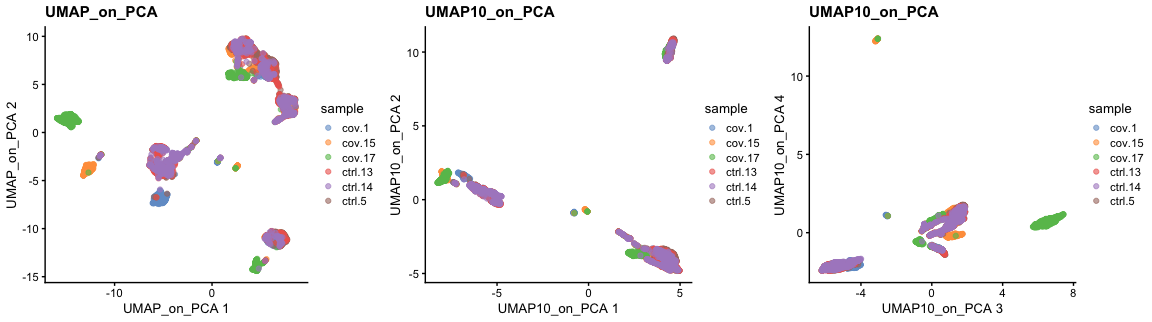 UMAP_on_PCA
10
5
0
-5
-10
-15
-10
0
UMAP_on_PCA 1
UMAP_on_PCA 2
sample
cov.1
cov.15
cov.17
ctrl.13
ctrl.14
ctrl.5
UMAP10_on_PCA
10
5
0
-5
-5
0
5
UMAP10_on_PCA 1
UMAP10_on_PCA 2
sample
cov.1
cov.15
cov.17
ctrl.13
ctrl.14
ctrl.5
UMAP10_on_PCA
10
5
0
-4
0
4
8
UMAP10_on_PCA 3
UMAP10_on_PCA 4
sample
cov.1
cov.15
cov.17
ctrl.13
ctrl.14
ctrl.5